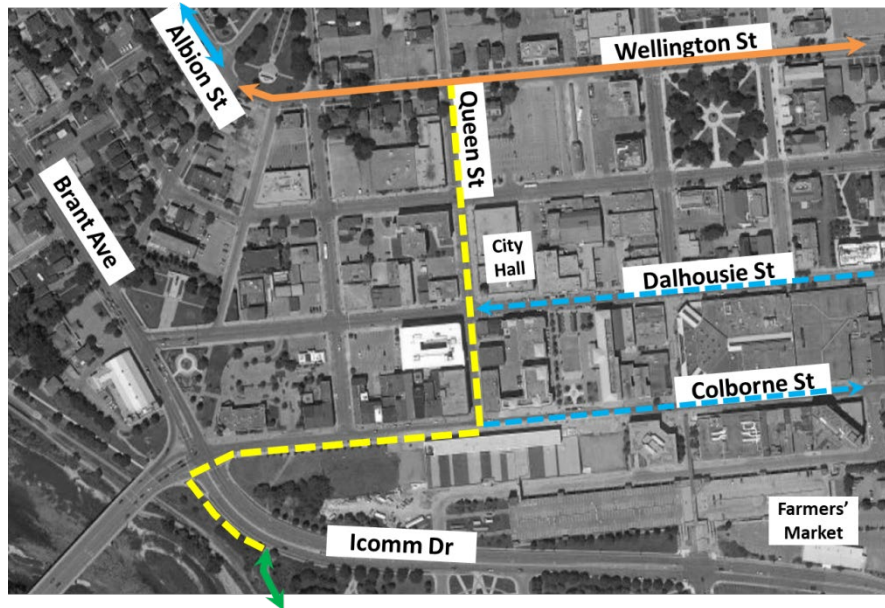 Wellington St
Albion St
Queen St
Brant Ave
City
Hall
Dalhousie St
Colborne St
Farmers'
Market
Icomm Dr